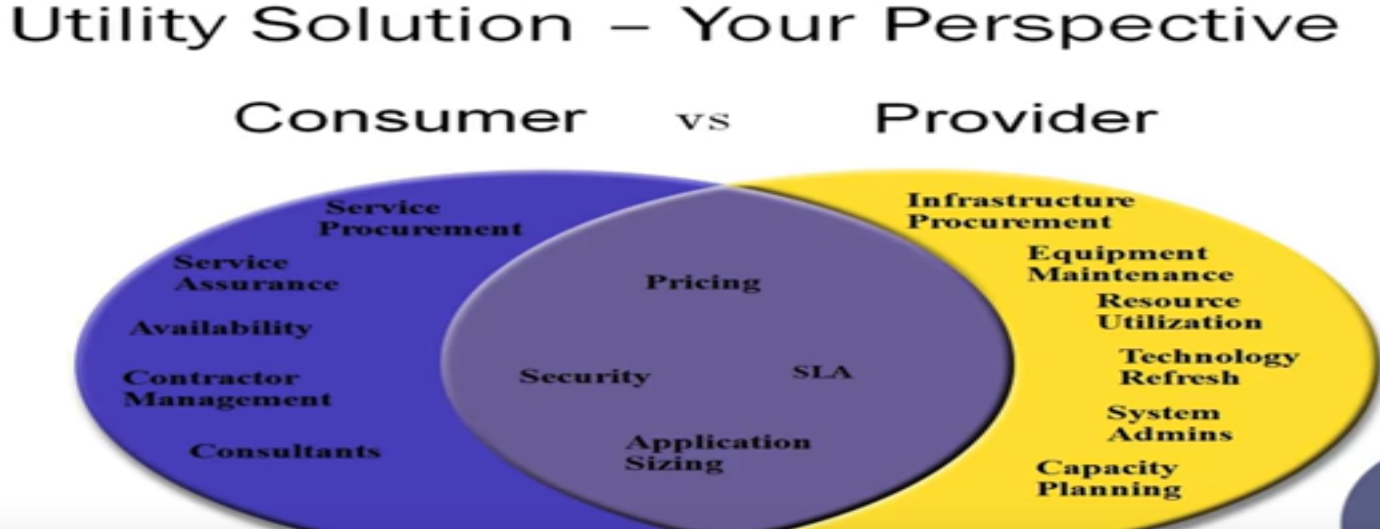 Utility Solution – Your Perspective
Consumer vs Provider
Service
Procurement
Service
Assurance
Availability
Contractor
Management
Consultants
Pricing
Security
SLA
Application
Sizing
Infrastructure
Procurement
Equipment
Maintenance
Resource
Utilization
Technology
Refresh
System
Admins
Capacity
Planning